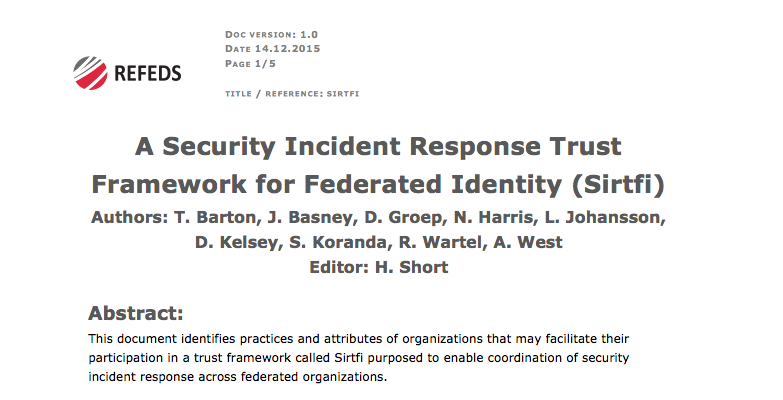 DOC VERSION: 1.0
DATE 14.12.2015
PAGE 1/5
REFEDS
TITLE / REFERENCE: SIRTFI
A Security Incident Response Trust
Framework for Federated Identity (Sirtfi)
Authors: T. Barton, J. Basney, D. Groep, N. Harris, L. Johansson,
D. Kelsey, S. Koranda, R. Wartel, A. West
Editor: H. Short
Abstract:
This document identifies practices and attributes of organizations that may facilitate their
participation in a trust framework called Sirtfi purposed to enable coordination of security
incident response across federated organizations.